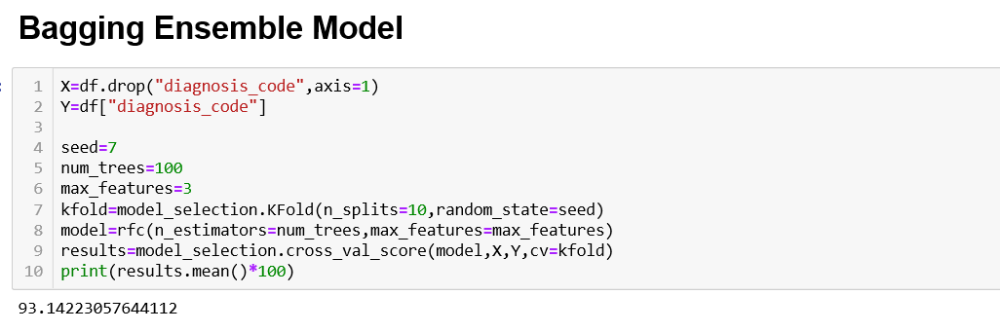 Bagging Ensemble Model
1 X=df.drop("diagnosis_code",axis=1)
2 Y=df["diagnosis_code"]
3
4 seed=7
5 num_trees=100
6 max_features=3
7 kfold=model_selection.KFold(n_splits=10,random_state=seed)
8 model=rfc(n_estimators=num_trees,max_features=max_features)
9 results=model_selection.cross_val_score(model,X,Y,cv=kfold)
10 print(results.mean()*100)
93.14223057644112